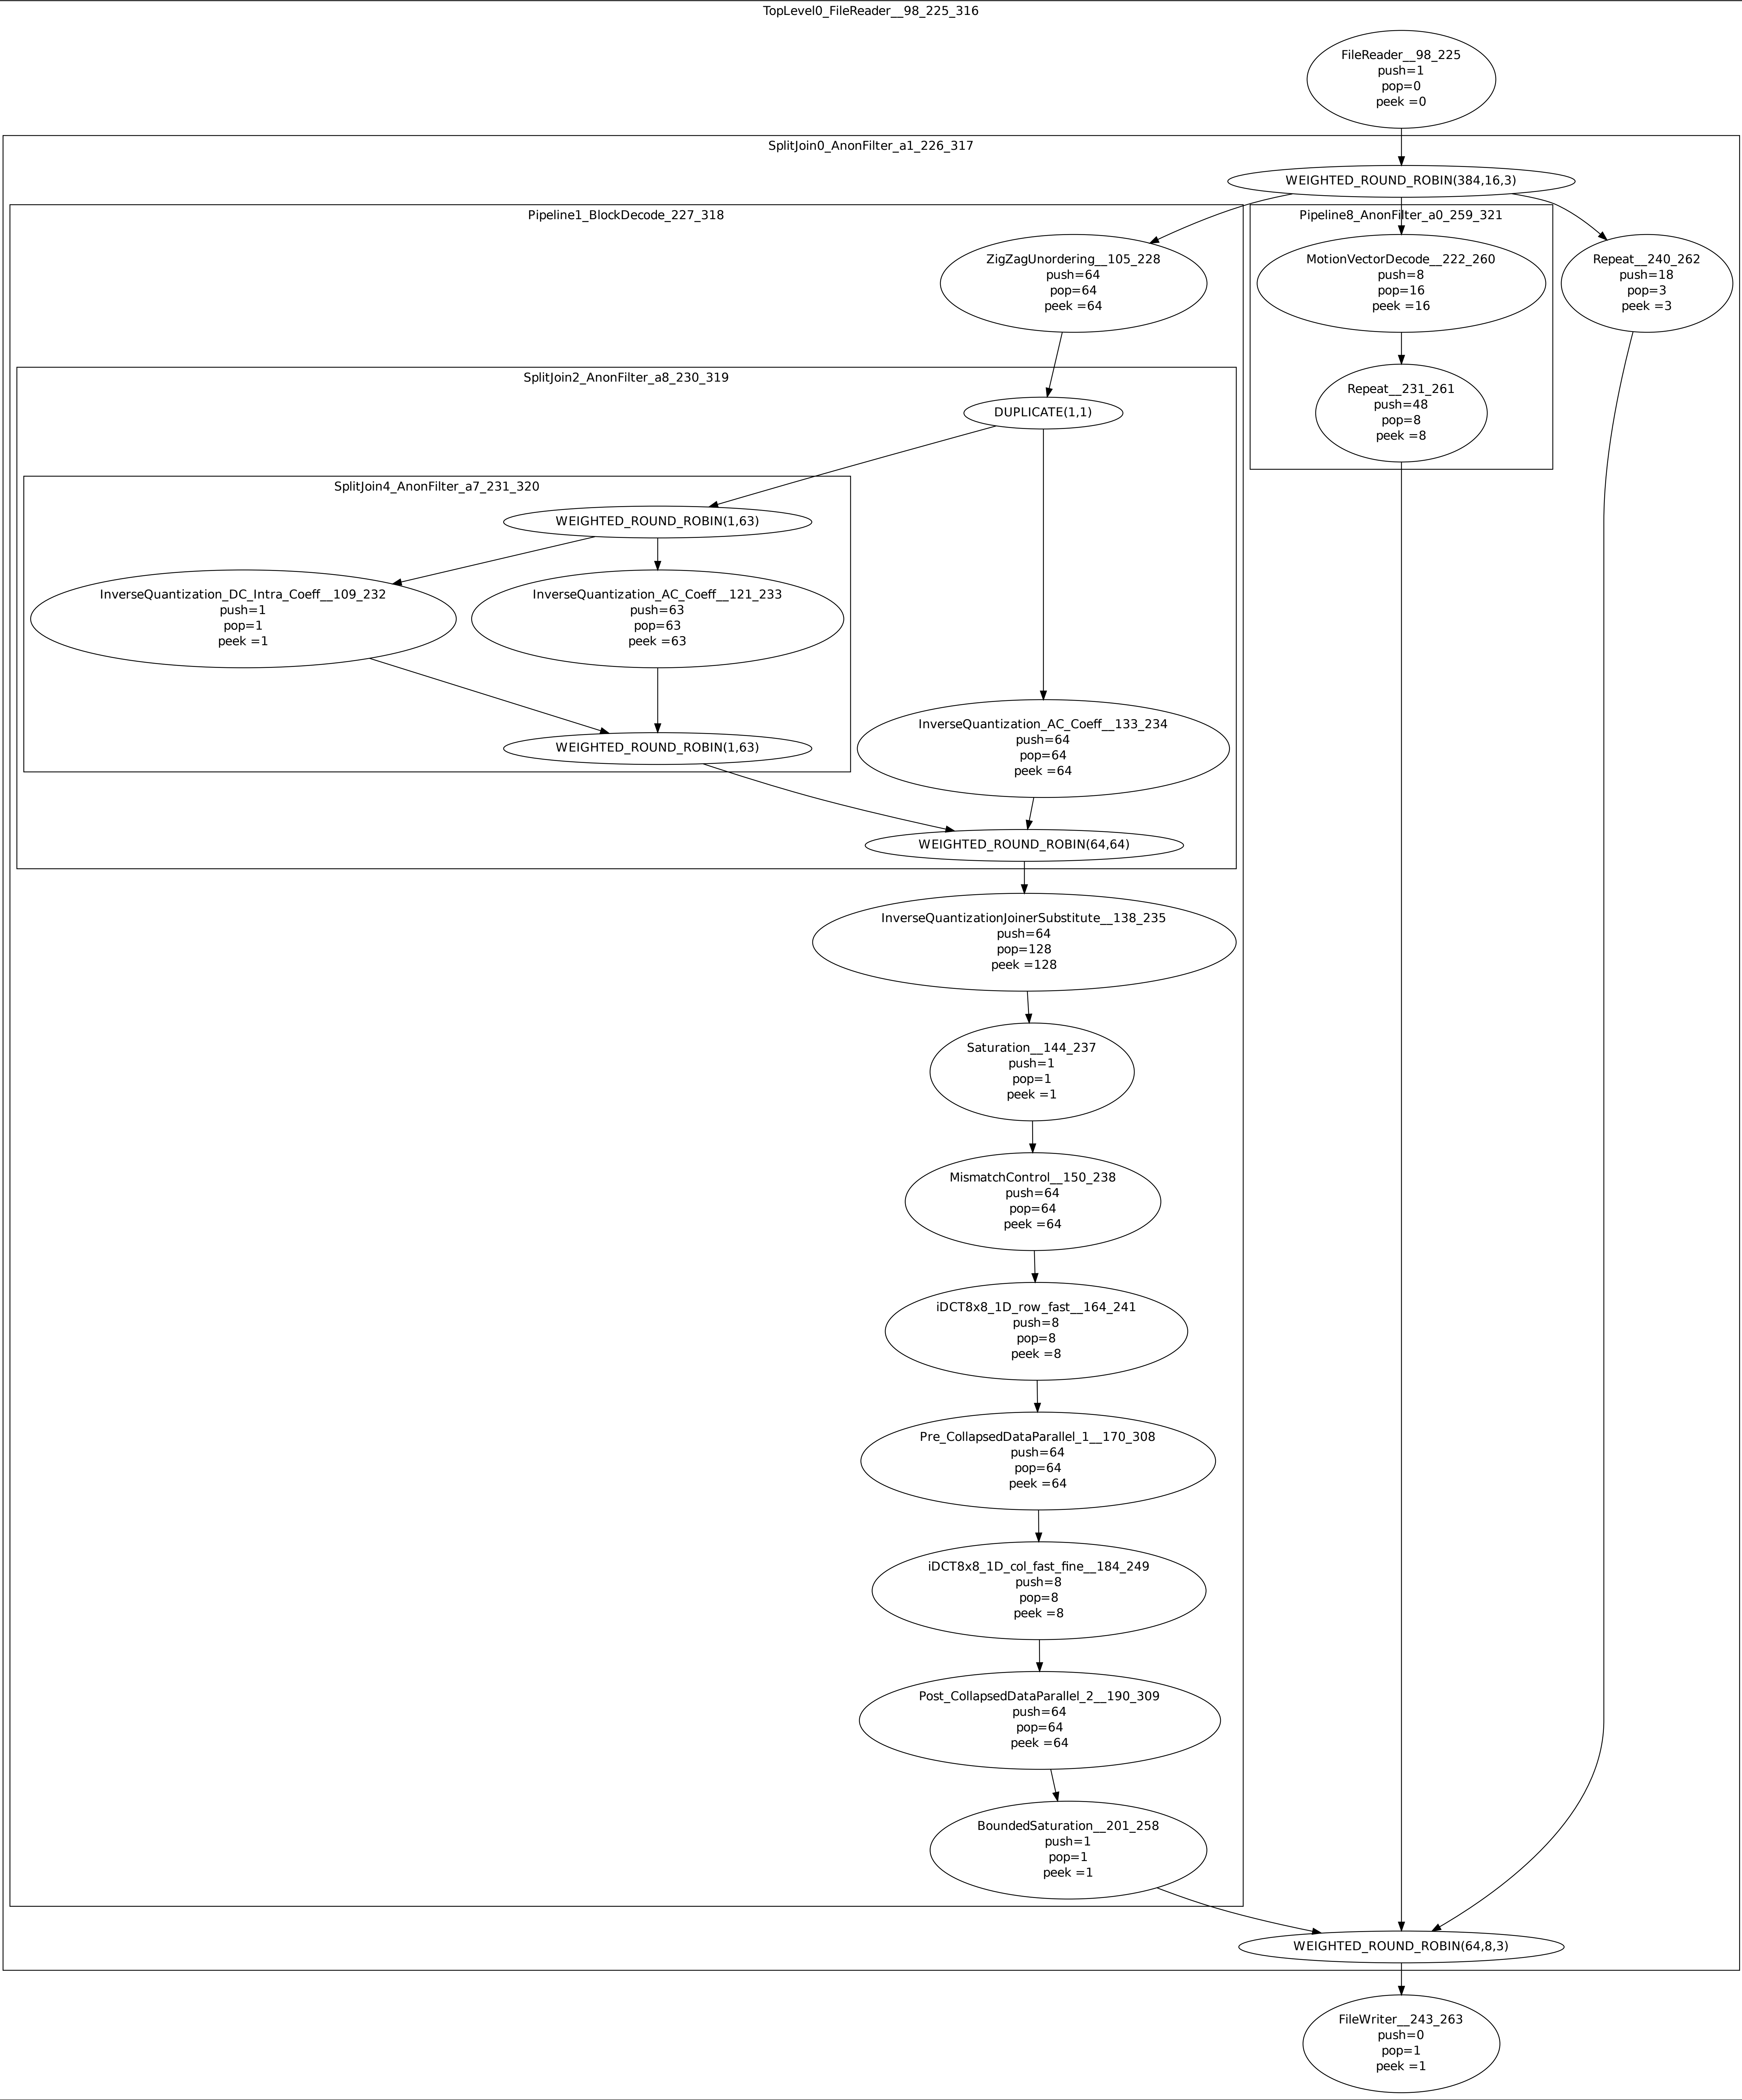 TopLevel0_FileReader__98_225_316
FileReader__98_225
push=1
pop=0
peek =0
SplitJoin0_AnonFilter_a1_226_317
WEIGHTED_ROUND_ROBIN(384,16,3)
Pipeline1_BlockDecode_227_318
Pipeline8_AnonFilter_a0_259_321
ZigZagUnordering__105_228
push=64
pop=64
peek =64
MotionVectorDecode__222_260
push=8
pop=16
peek =16
Repeat__240_262
push=18
pop=3
peek =3
SplitJoin2_AnonFilter_a8_230_319
DUPLICATE(1,1)
Repeat__231_261
push=48
pop=8
peek =8
SplitJoin4_AnonFilter_a7_231_320
WEIGHTED_ROUND_ROBIN(1,63)
InverseQuantization_DC_Intra_Coeff__109_232
push=1
pop=1
peek =1
InverseQuantization_AC_Coeff__121_233
push=63
pop=63
peek =63
WEIGHTED_ROUND_ROBIN(1,63)
InverseQuantization_AC_Coeff__133_234
push=64
pop=64
peek =64
WEIGHTED_ROUND_ROBIN(64,64)
InverseQuantizationJoinerSubstitute__138_235
push=64
pop=128
peek =128
Saturation__144_237
push=1
pop=1
peek =1
MismatchControl__150_238
push=64
pop=64
peek =64
iDCT8x8_1D_row_fast__164_241
push=8
pop=8
peek =8
Pre_CollapsedDataParallel_1__170_308
push=64
pop=64
peek =64
iDCT8x8_1D_col_fast_fine__184_249
push=8
pop=8
peek =8
Post_CollapsedDataParallel_2__190_309
push=64
pop=64
peek =64
BoundedSaturation__201_258
push=1
pop=1
peek =1
WEIGHTED_ROUND_ROBIN(64,8,3)
FileWriter__243_263
push=0
pop=1
peek =1